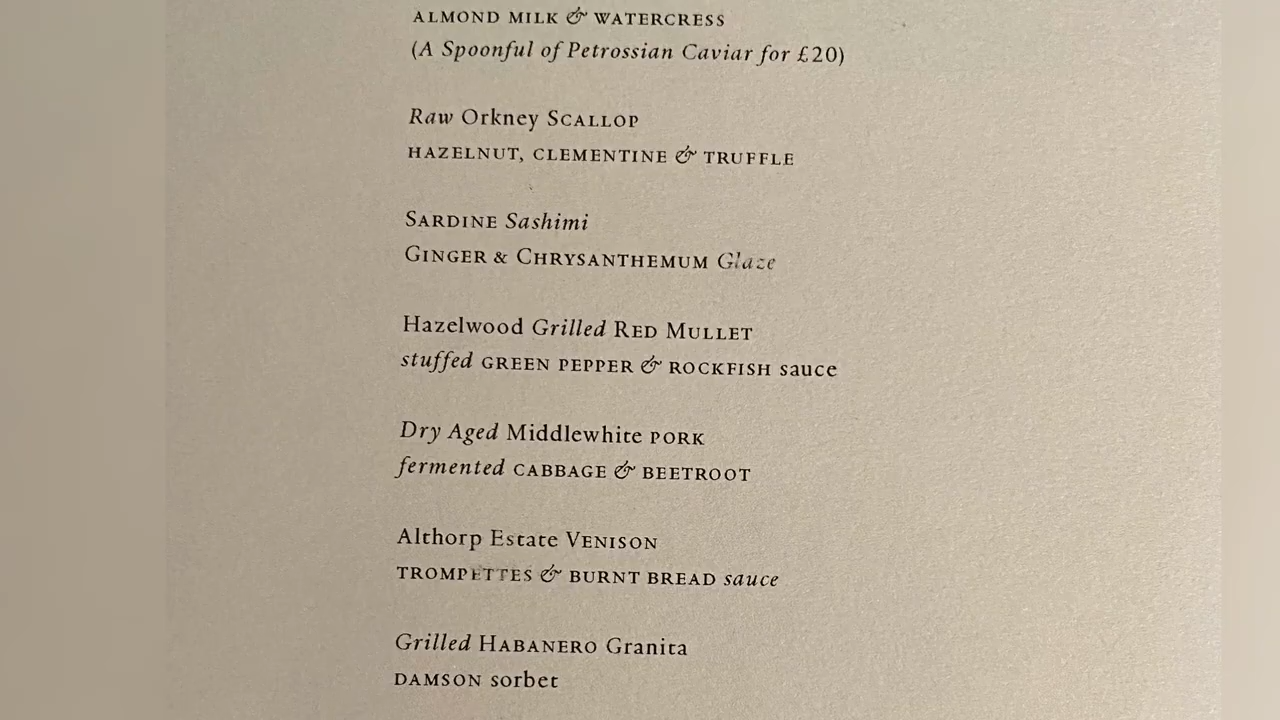 ALMOND MILK & WATERCRESS
(A Spoonful of Petrossian Caviar for £20)
Raw Orkney SCALLOP
HAZELNUT, CLEMENTINE & TRUFFLE
SARDINE Sashimi
GINGER & CHRYSANTHEMUM Glaze
Hazelwood Grilled RED MULLET
stuffed GREEN PEPPER & ROCKFISH sauce
Dry Aged Middlewhite PORK
fermented CABBAGE & BEETROOT
Althorp Estate VENISON
TROMPETTES & BURNT BREAD sauce
Grilled HABANERO Granita
DAMSON sorbet